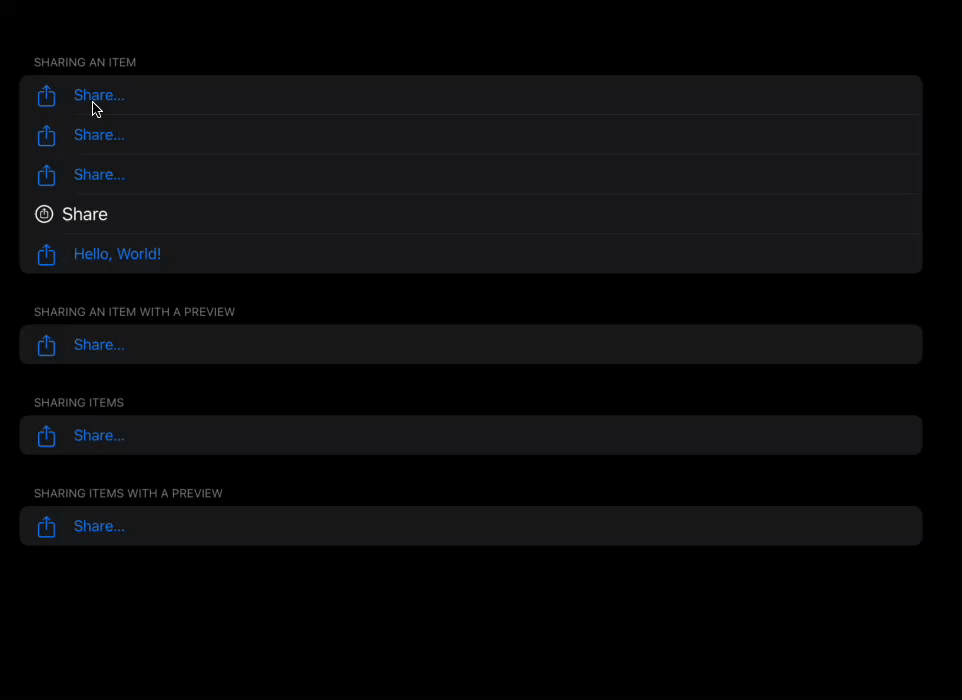 SHARING AN ITEM
Share...
Share...
Share...
Share
Hello, World!
SHARING AN ITEM WITH A PREVIEW
Share...
SHARING ITEMS
Share...
SHARING ITEMS WITH A PREVIEW
Share...